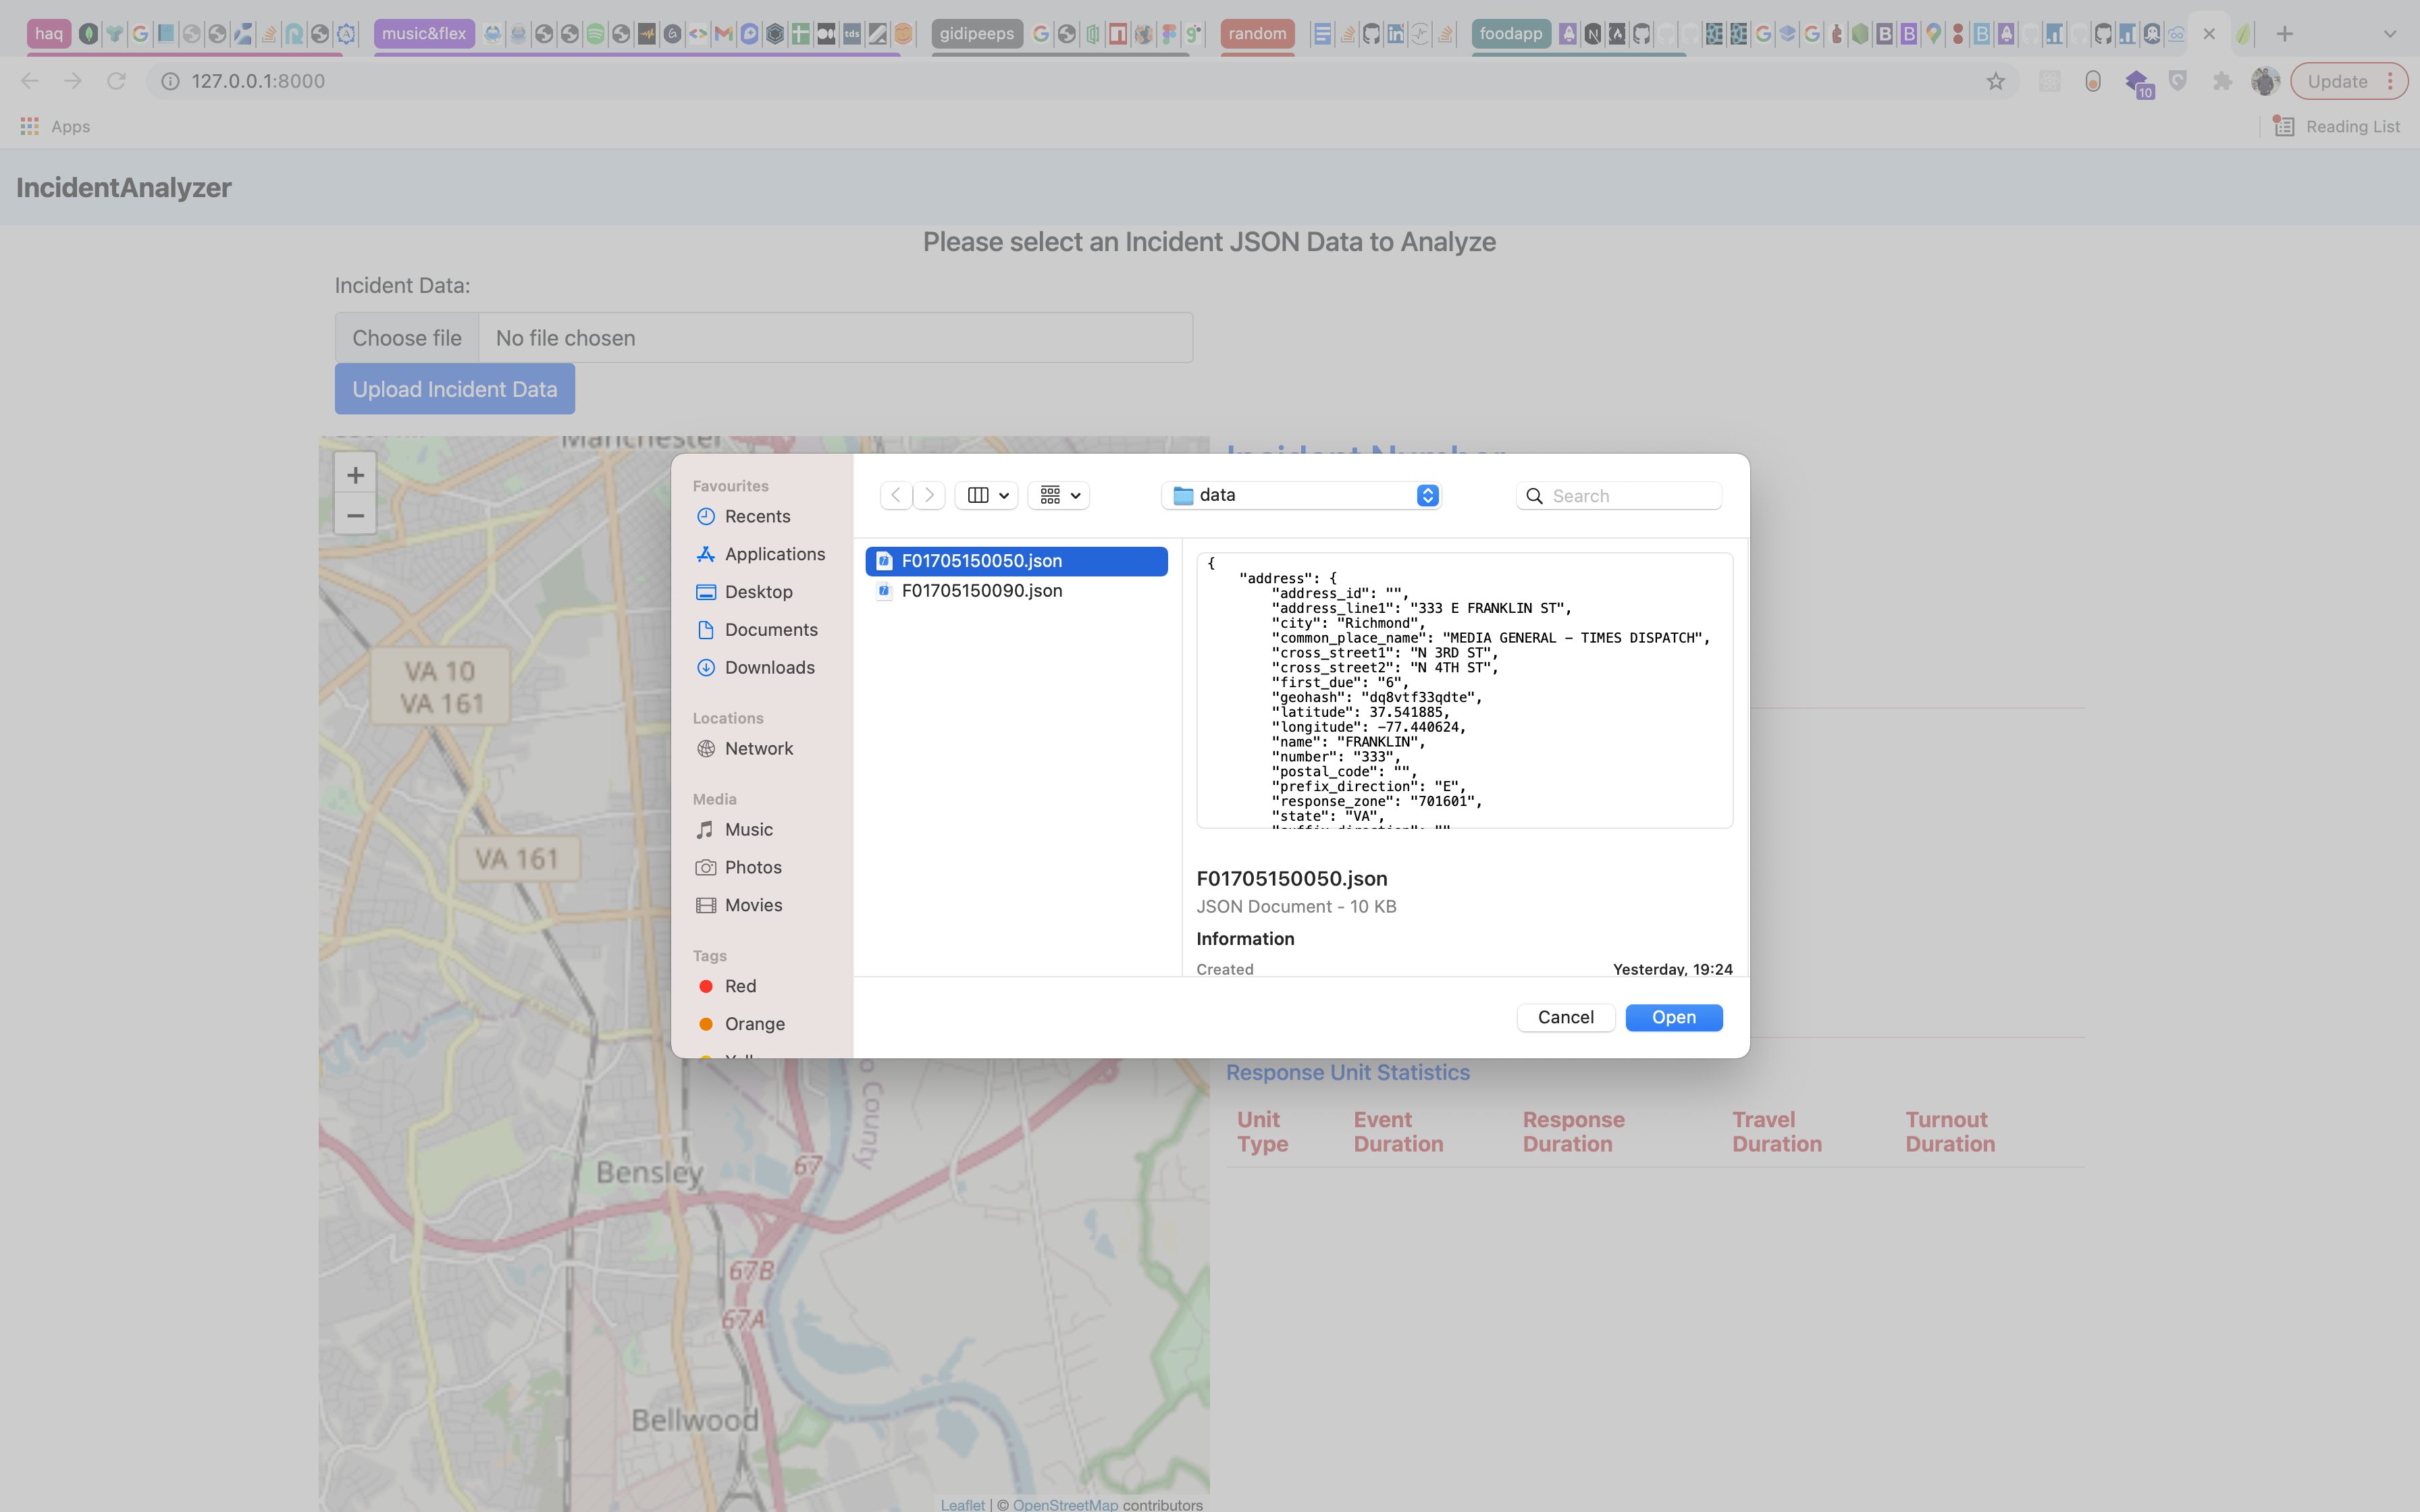 haq
music&flex
gidipeeps
random
foodapp
127.0.0.1:8000
10
Update
Apps
Reading List
IncidentAnalyzer
Please select an Incident JSON Data to Analyze
Incident Data:
Choose file
No file chosen
Upload Incident Data
Manchester
Incident Number
+
−
VA 10
VA 161
VA 161
Bensley
67
67B
67A
Bellwood
County
Favourites
Recents
Applications
Desktop
Documents
Downloads
Locations
Network
Media
Music
Photos
Movies
Tags
Red
Orange
data
Search
F01705150050.json
F01705150090.json
{
"address": {
"address_id": "",
"address_line1": "333 E FRANKLIN ST",
"city": "Richmond",
"common_place_name": "MEDIA GENERAL – TIMES DISPATCH",
"cross_street1": "N 3RD ST",
"cross_street2": "N 4TH ST",
"first_due": "6",
"geohash": "dq8vtf33qdte",
"latitude": 37.541885,
"longitude": -77.440624,
"name": "FRANKLIN",
"number": "333",
"postal_code": "",
"prefix_direction": "E",
"response_zone": "701601",
"state": "VA",
F01705150050.json
JSON Document - 10 KB
Information
Created
Yesterday, 19:24
Cancel
Open
Response Unit Statistics
Unit Type
Event Duration
Response Duration
Travel Duration
Turnout Duration
Leaflet | © OpenStreetMap contributors